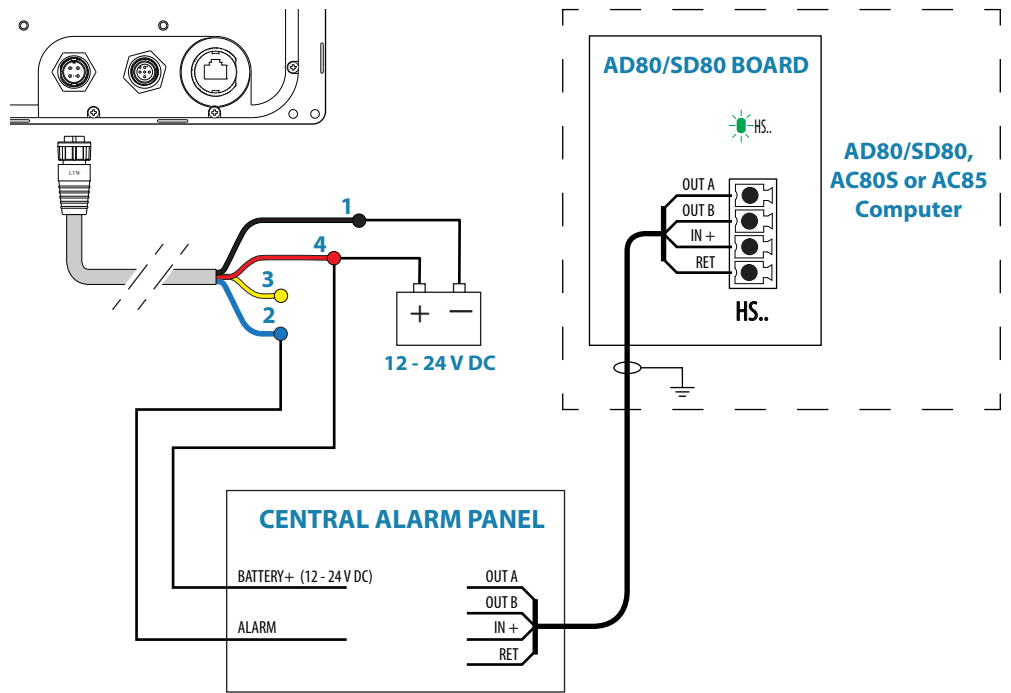 LTW
1
4
3
2
+
—
12 - 24 V DC
AD80/SD80 BOARD
HS..
OUT A
OUT B
IN +
RET
HS..
AD80/SD80,
AC80S or AC85
Computer
CENTRAL ALARM PANEL
BATTERY+ (12 - 24 V DC)
ALARM
OUT A
OUT B
IN +
RET